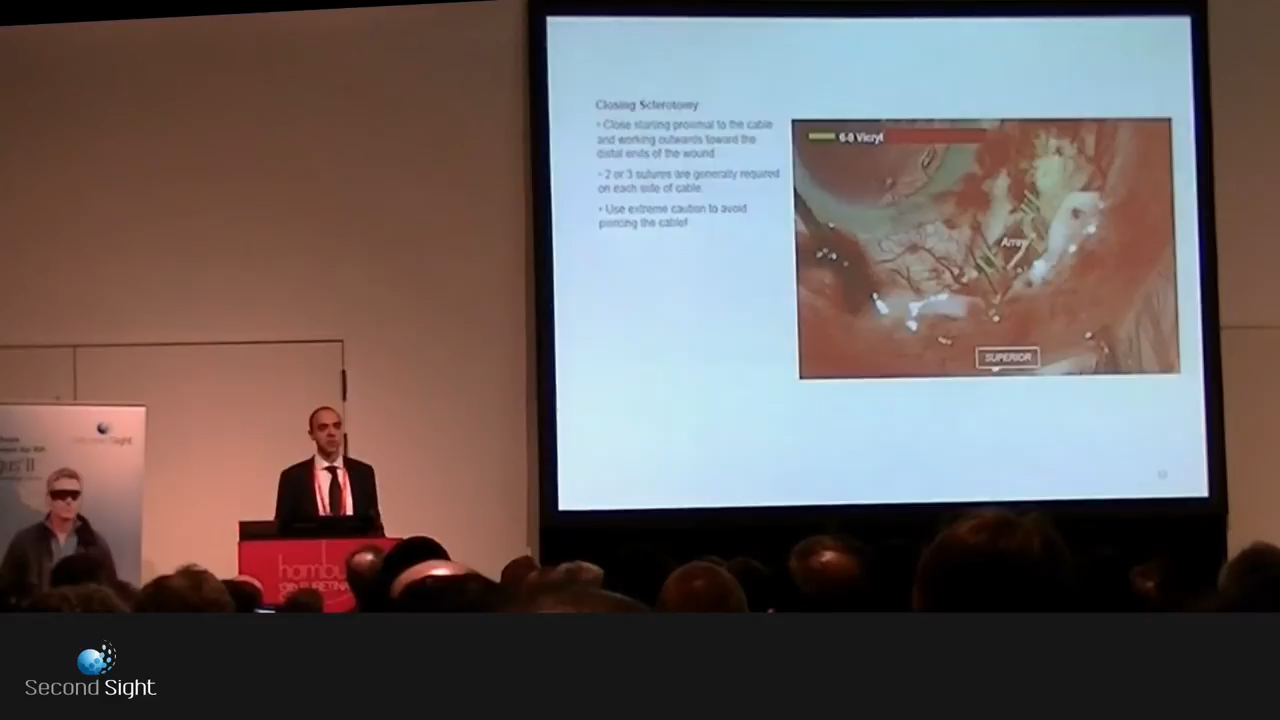 Closing Sclerotomy
• Close starting proximal to the cable
and working outwards toward the
distal ends of the wound
• 2 or 3 sutures are generally required
on each side of cable
• Use extreme caution to avoid
piercing the cable!
6-0 Vicryl
Array
SUPERIOR
Second Sight
hambu
Second Sight